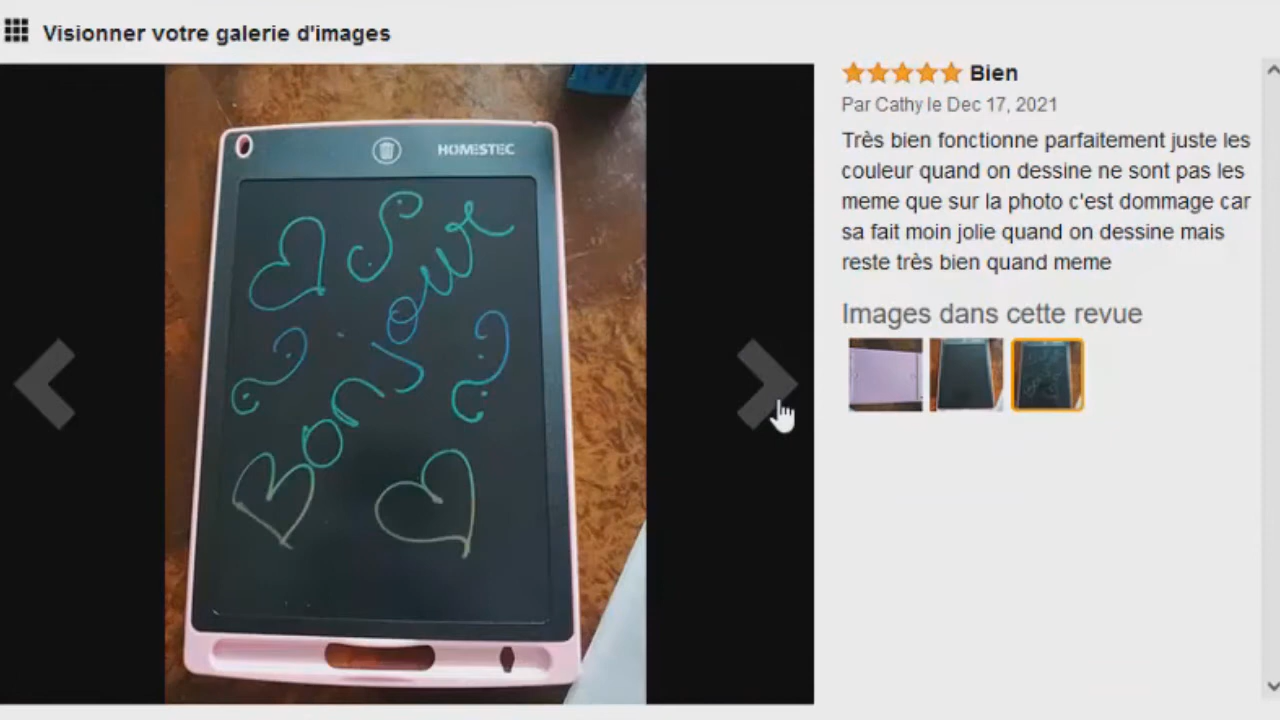 Visionner votre galerie d'images
HOMESTEC
Bonjour
Bien
Par Cathy le Dec 17, 2021
Très bien fonctionne parfaitement juste les
couleur quand on dessine ne sont pas les
meme que sur la photo c'est dommage car
sa fait moin jolie quand on dessine mais
reste très bien quand meme
Images dans cette revue